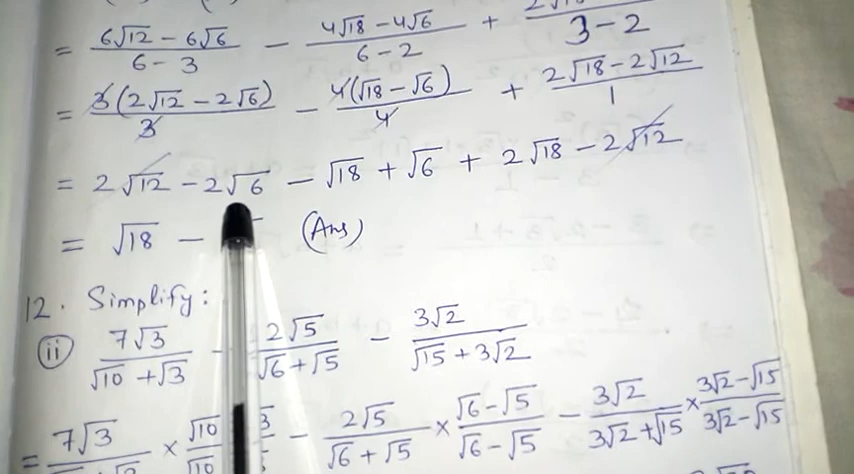 = (6√12 − 6√6)/(6 − 3) − (4√18 − 4√6)/(6 − 2) + /(3 − 2)
= 3(2√12 − 2√6)/3 − 4(√18 − √6)/4 + (2√18 − 2√12)/1
= 2√12 − 2√6 − √18 + √6 + 2√18 − 2√12
= √18 − (Ans)
12. Simplify:
(ii) 7√3/(√10 + √3) − 2√5/(√6 + √5) − 3√2/(√15 + 3√2)
= 7√3/ × √10/√10 − 2√5/(√6 + √5) × (√6 − √5)/(√6 − √5) − 3√2/(3√2 + √15) × (3√2 − √15)/(3√2 − √15)